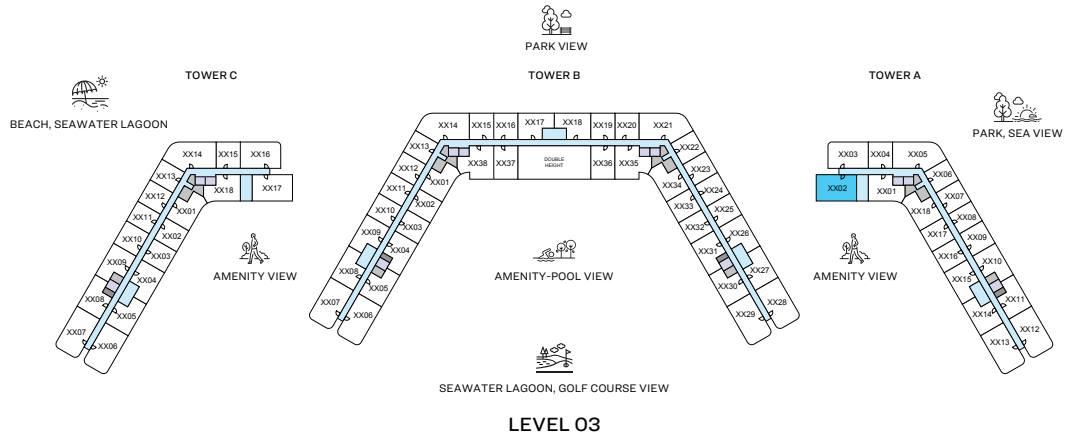 PARK VIEW
TOWER C
TOWER B
TOWER A
BEACH, SEAWATER LAGOON
PARK, SEA VIEW
XX14 XX15 XX16
XX13
XX18 XX17
XX12
XX01
XX11
XX02
XX10
XX03
XX09
XX04
XX08
XX05
XX07
XX06
XX14 XX15 XX16 XX17 XX18 XX19 XX20 XX21
XX13
XX38 XX37
DOUBLE
HEIGHT
XX36 XX35
XX22
XX12
XX01
XX34
XX23
XX11
XX02
XX33
XX24
XX10
XX03
XX32
XX25
XX09
XX04
XX31
XX26
XX08
XX05
XX30
XX27
XX07
XX06
XX29
XX28
XX03 XX04 XX05
XX02
XX01
XX06
XX18
XX07
XX17
XX08
XX16
XX09
XX15
XX10
XX14
XX11
XX13
XX12
AMENITY VIEW
AMENITY-POOL VIEW
AMENITY VIEW
SEAWATER LAGOON, GOLF COURSE VIEW
LEVEL 03